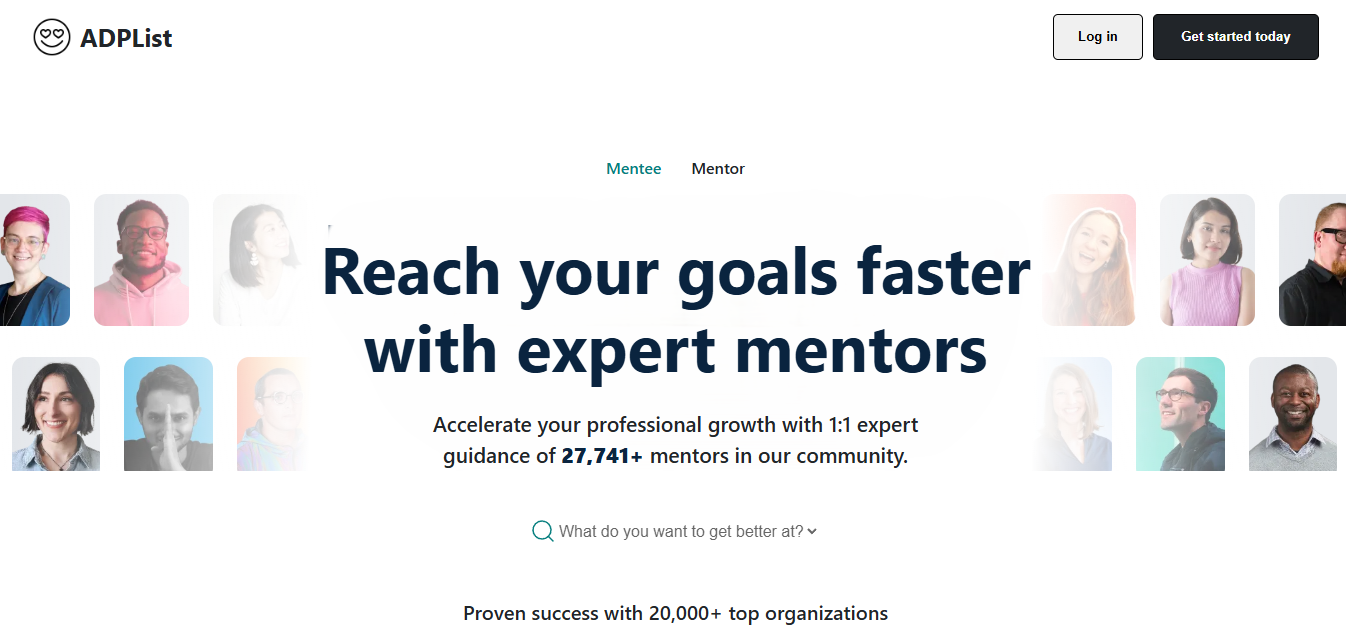 ADPList
Log in
Get started today
Mentee
Mentor
Reach your goals faster
with expert mentors
Accelerate your professional growth with 1:1 expert
guidance of 27,741+ mentors in our community.
What do you want to get better at?
Proven success with 20,000+ top organizations